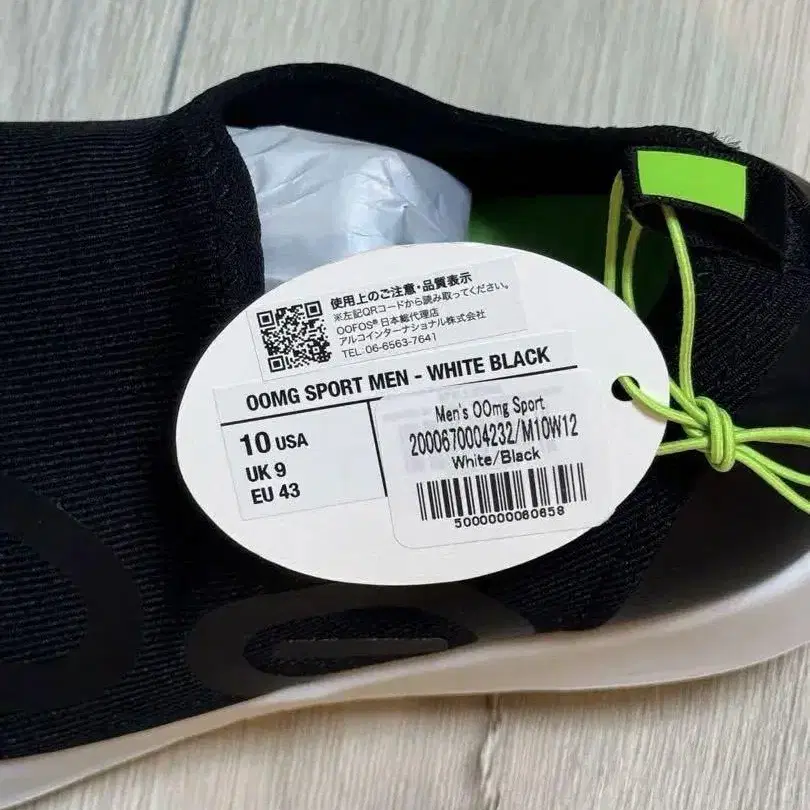 使用上のご注意・品質表示
※左記QRコードから読み取ってください。
OOFOS® 日本総代理店
アルコインターナショナル株式会社
TEL: 06-6563-7641
OOMG SPORT MEN - WHITE BLACK
10 USA
UK 9
EU 43
Men's OOmg Sport
2000670004232/M10W12
White/Black
5000000060658